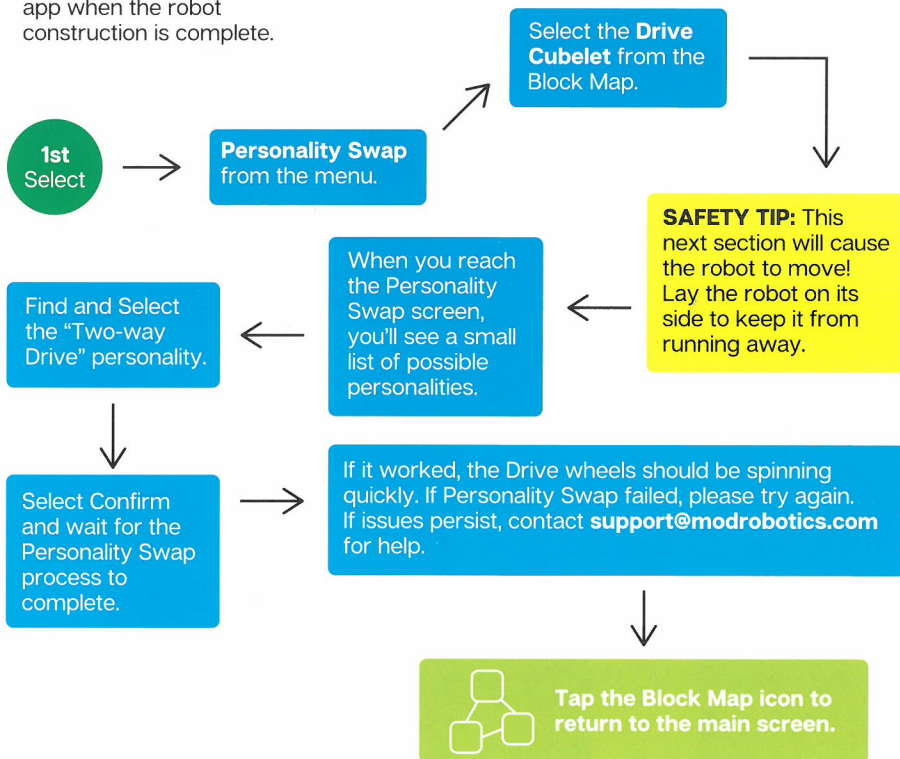 app when the robot
construction is complete.
1st
Select
Personality Swap
from the menu.
Select the Drive
Cubelet from the
Block Map.
SAFETY TIP: This
next section will cause
the robot to move!
Lay the robot on its
side to keep it from
running away.
When you reach
the Personality
Swap screen,
you'll see a small
list of possible
personalities.
Find and Select
the “Two-way
Drive” personality.
Select Confirm
and wait for the
Personality Swap
process to
complete.
If it worked, the Drive wheels should be spinning
quickly. If Personality Swap failed, please try again.
If issues persist, contact support@modrobotics.com
for help.
Tap the Block Map icon to
return to the main screen.